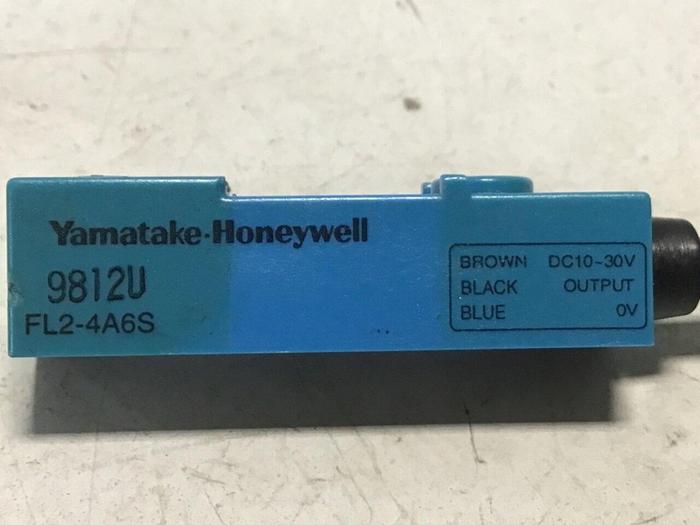 Yamatake·Honeywell
9812U
FL2-4A6S
BROWN DC10~30V
BLACK OUTPUT
BLUE 0V